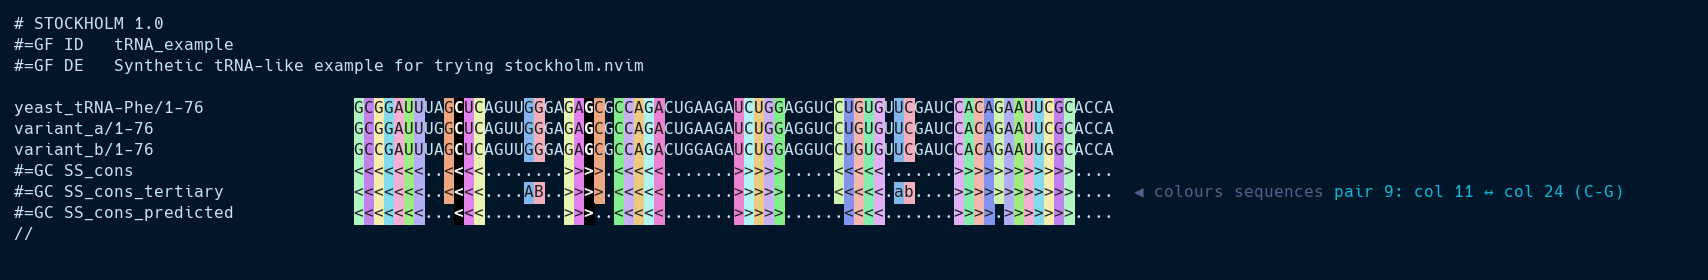 # STOCKHOLM 1.0
#=GF ID   tRNA_example
#=GF DE   Synthetic tRNA-like example for trying stockholm.nvim
yeast_tRNA-Phe/1-76               GCGGAUUUAGCUCAGUUGGGAGAGCGCCAGACUGAAGAUCUGGAGGUCCUGUGUUCGAUCCACAGAAUUCGCACCA
variant_a/1-76                    GCGGAUUUGGCUCAGUUGGGAGAGCGCCAGACUGAAGAUCUGGAGGUCCUGUGUUCGAUCCACAGAAUUCGCACCA
variant_b/1-76                    GCCGAUUUAGCUCAGUUGGGAGAGCGCCAGACUGGAGAUCUGGAGGUCCUGUGUUCGAUCCACAGAAUUCGCACCA
#=GC SS_cons                      <<<<<<<..<<<<........>>>>.<<<<<.......>>>>>.....<<<<<.......>>>>>>>>>>>>....
#=GC SS_cons_tertiary             <<<<<<<..<<<<....AB..>>>>.<<<<<.......>>>>>.....<<<<<.ab....>>>>>>>>>>>>....  ◀ colours sequences pair 9: col 11 ↔ col 24 (C-G)
#=GC SS_cons_predicted            <<<<<<<...<<<........>>>..<<<<<.......>>>>>......<<<<.......>>>>.>>>>>>>....
//